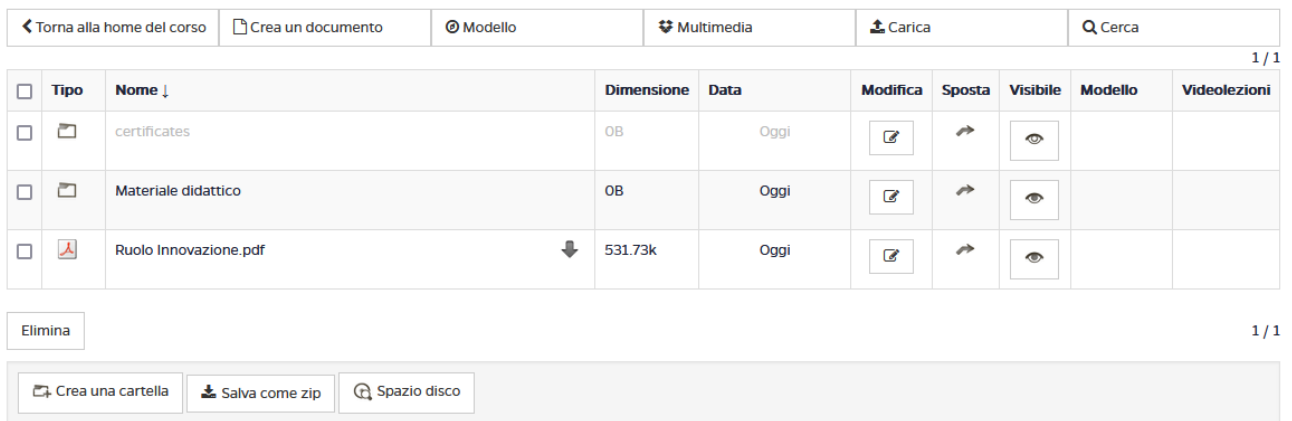 Torna alla home del corso Crea un documento Modello Multimedia Carica Cerca
1 / 1
Tipo Nome ↓ Dimensione Data Modifica Sposta Visibile Modello Videolezioni
certificates 0B Oggi
Materiale didattico 0B Oggi
Ruolo Innovazione.pdf 531.73k Oggi
Elimina 1 / 1
Crea una cartella Salva come zip Spazio disco